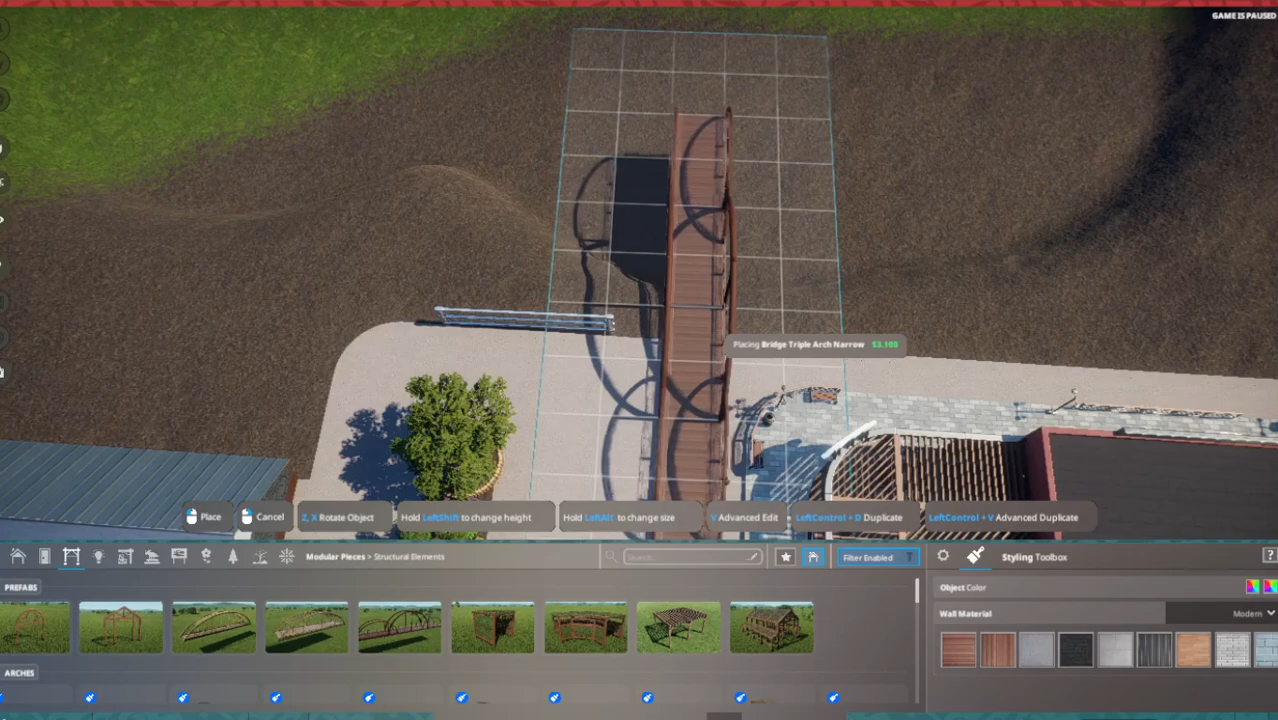 GAME IS PAUSED
Placing Bridge Triple Arch Narrow $3.100
Place
Cancel
Z, X Rotate Object
Hold LeftShift to change height
Hold LeftAlt to change size
V Advanced Edit
LeftControl + D Duplicate
LeftControl + V Advanced Duplicate
Modular Pieces > Structural Elements
Search...
Filter Enabled
Styling Toolbox
?
PREFABS
Object Color
Wall Material
Modern
ARCHES